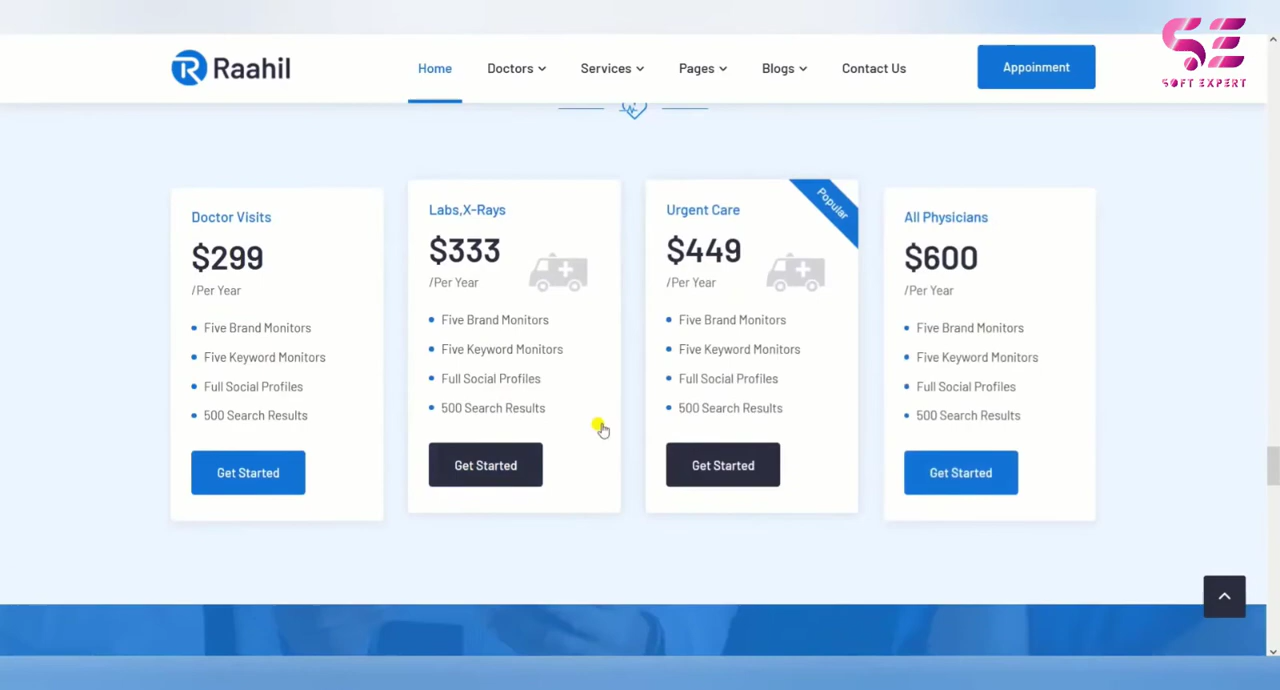 Raahil
Home
Doctors
Services
Pages
Blogs
Contact Us
Appoinment
SOFT EXPERT
Doctor Visits
$299
/Per Year
Five Brand Monitors
Five Keyword Monitors
Full Social Profiles
500 Search Results
Get Started
Labs,X-Rays
$333
/Per Year
Five Brand Monitors
Five Keyword Monitors
Full Social Profiles
500 Search Results
Get Started
Popular
Urgent Care
$449
/Per Year
Five Brand Monitors
Five Keyword Monitors
Full Social Profiles
500 Search Results
Get Started
All Physicians
$600
/Per Year
Five Brand Monitors
Five Keyword Monitors
Full Social Profiles
500 Search Results
Get Started